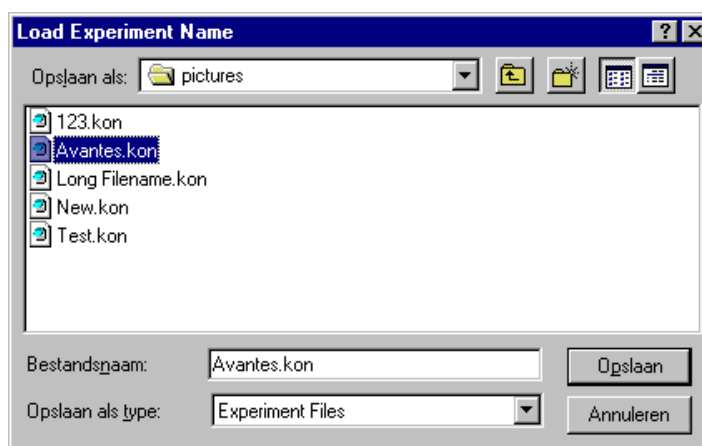 Load Experiment Name
Opslaan als: pictures
123.kon
Avantes.kon
Long Filename.kon
New.kon
Test.kon
Bestandsnaam: Avantes.kon Opslaan
Opslaan als type: Experiment Files Annuleren